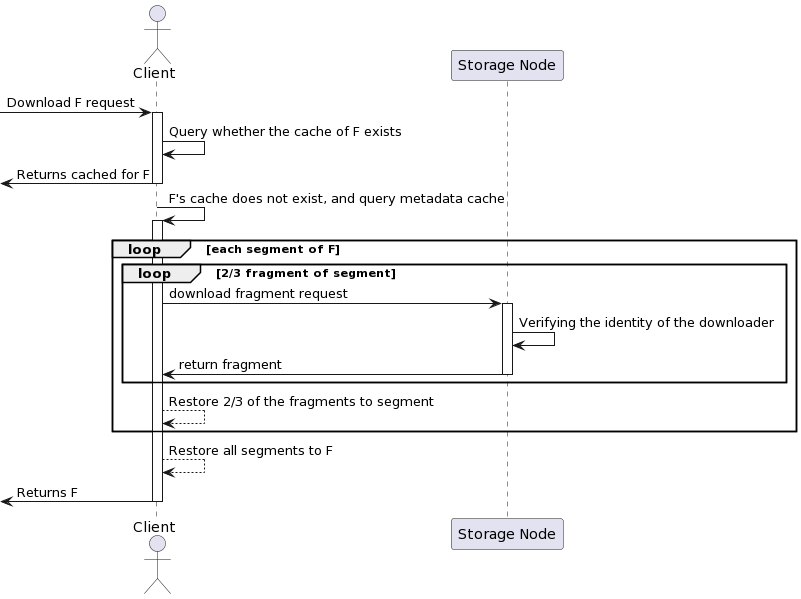 Client
Storage Node
Download F request
Query whether the cache of F exists
Returns cached for F
F's cache does not exist, and query metadata cache
loop [each segment of F]
loop [2/3 fragment of segment]
download fragment request
Verifying the identity of the downloader
return fragment
Restore 2/3 of the fragments to segment
Restore all segments to F
Returns F
Client
Storage Node